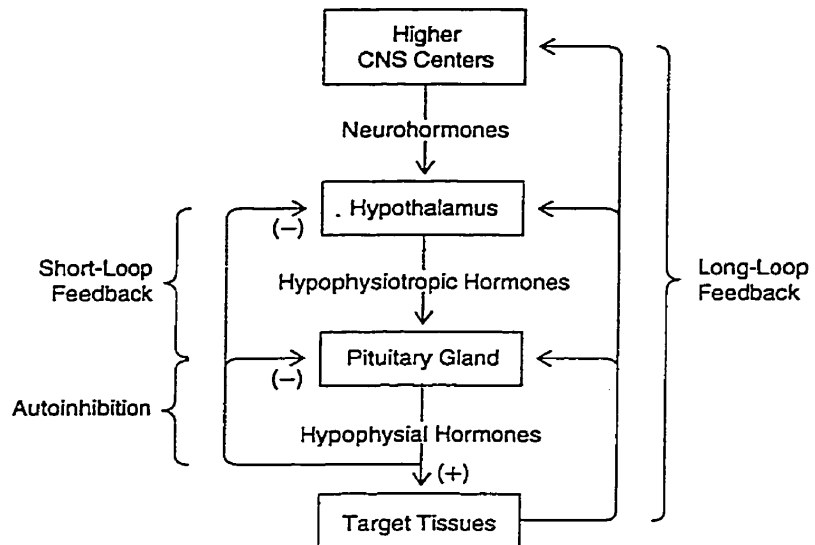 Higher
CNS Centers
Neurohormones
Hypothalamus
(-)
Short-Loop
Feedback
Hypophysiotropic Hormones
Long-Loop
Feedback
Pituitary Gland
(-)
Autoinhibition
Hypophysial Hormones
(+)
Target Tissues